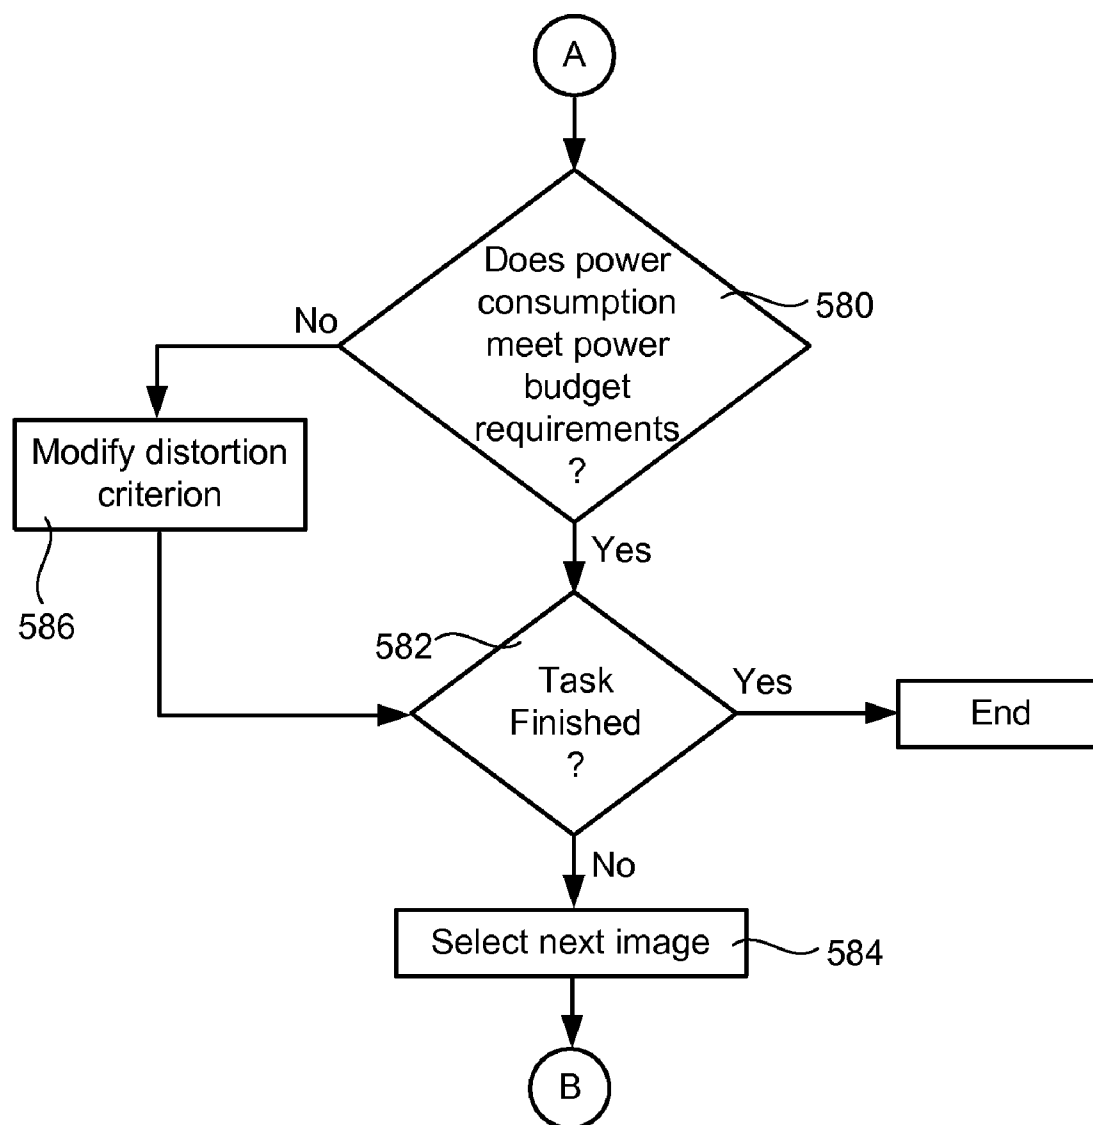 A
Does power
consumption
meet power
budget
requirements
?
580
No
Modify distortion
criterion
586
Yes
582
Task
Finished
?
Yes
End
No
Select next image
584
B